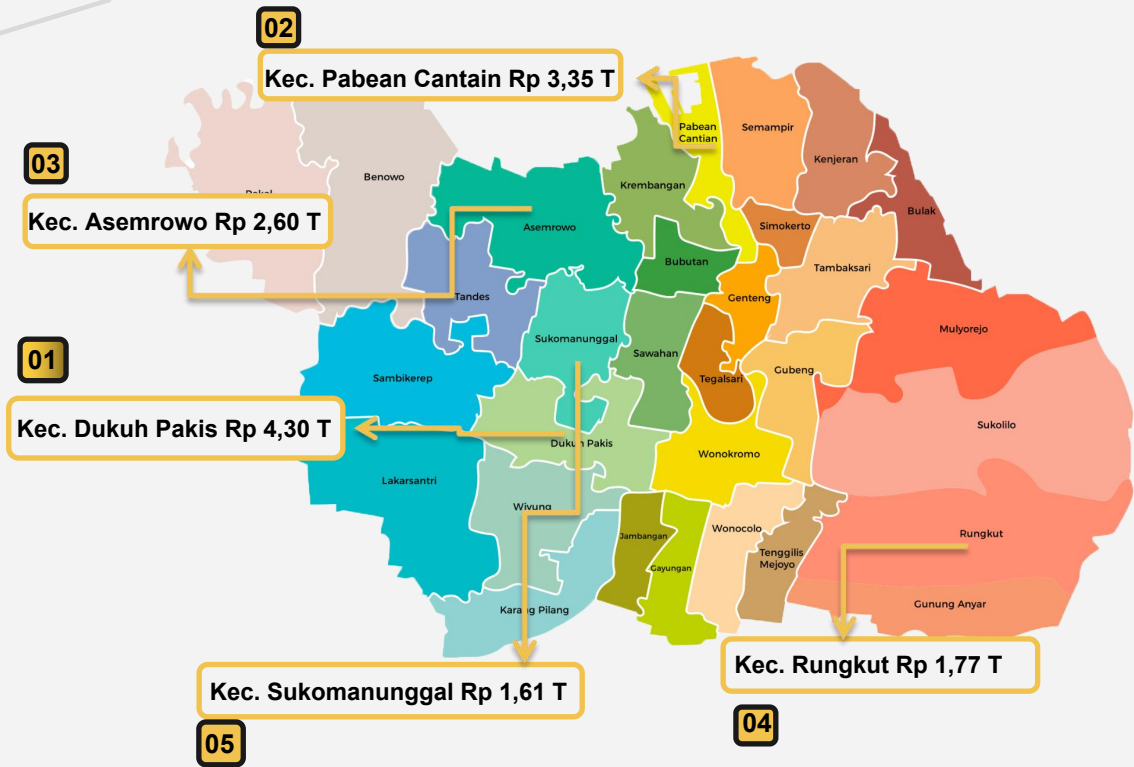 02
Kec. Pabean Cantain Rp 3,35 T
03
Kec. Asemrowo Rp 2,60 T
01
Kec. Dukuh Pakis Rp 4,30 T
Kec. Sukomanunggal Rp 1,61 T
05
Kec. Rungkut Rp 1,77 T
04
Benowo
Asemrowo
Krembangan
Pabean
Cantian
Semampir
Kenjeran
Bulak
Simokerto
Bubutan
Tambaksari
Tandes
Genteng
Sukomanunggal
Sawahan
Mulyorejo
Sambikerep
Tegalsari
Gubeng
Sukolilo
Dukuh Pakis
Wonokromo
Lakarsantri
Wiyung
Jambangan
Gayungan
Wonocolo
Tenggilis
Mejoyo
Rungkut
Karang Pilang
Gunung Anyar